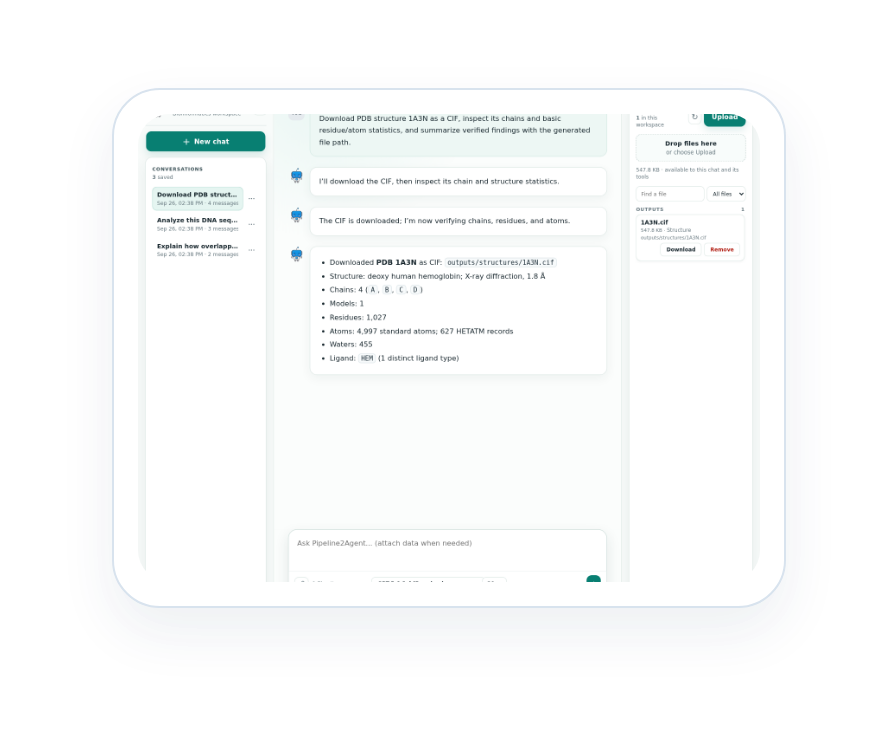 + New chat
CONVERSATIONS
3 saved
Download PDB struct... ...
Sep 26, 02:38 PM · 4 messages
Analyze this DNA seq... ...
Sep 26, 02:38 PM · 3 messages
Explain how overlapp... ...
Sep 26, 02:38 PM · 2 messages
Download PDB structure 1A3N as a CIF, inspect its chains and basic
residue/atom statistics, and summarize verified findings with the generated
file path.
I'll download the CIF, then inspect its chain and structure statistics.
The CIF is downloaded; I'm now verifying chains, residues, and atoms.
• Downloaded PDB 1A3N as CIF: outputs/structures/1A3N.cif
• Structure: deoxy human hemoglobin; X-ray diffraction, 1.8 Å
• Chains: 4 ( A , B , C , D )
• Models: 1
• Residues: 1,027
• Atoms: 4,997 standard atoms; 627 HETATM records
• Waters: 455
• Ligand: HEM (1 distinct ligand type)
Ask Pipeline2Agent... (attach data when needed)
in this
workspace
↻ Upload
Drop files here
or choose Upload
547.8 KB · available to this chat and its
tools
Find a file All files
OUTPUTS 1
1A3N.cif
547.8 KB · Structure
outputs/structures/1A3N.cif
Download Remove